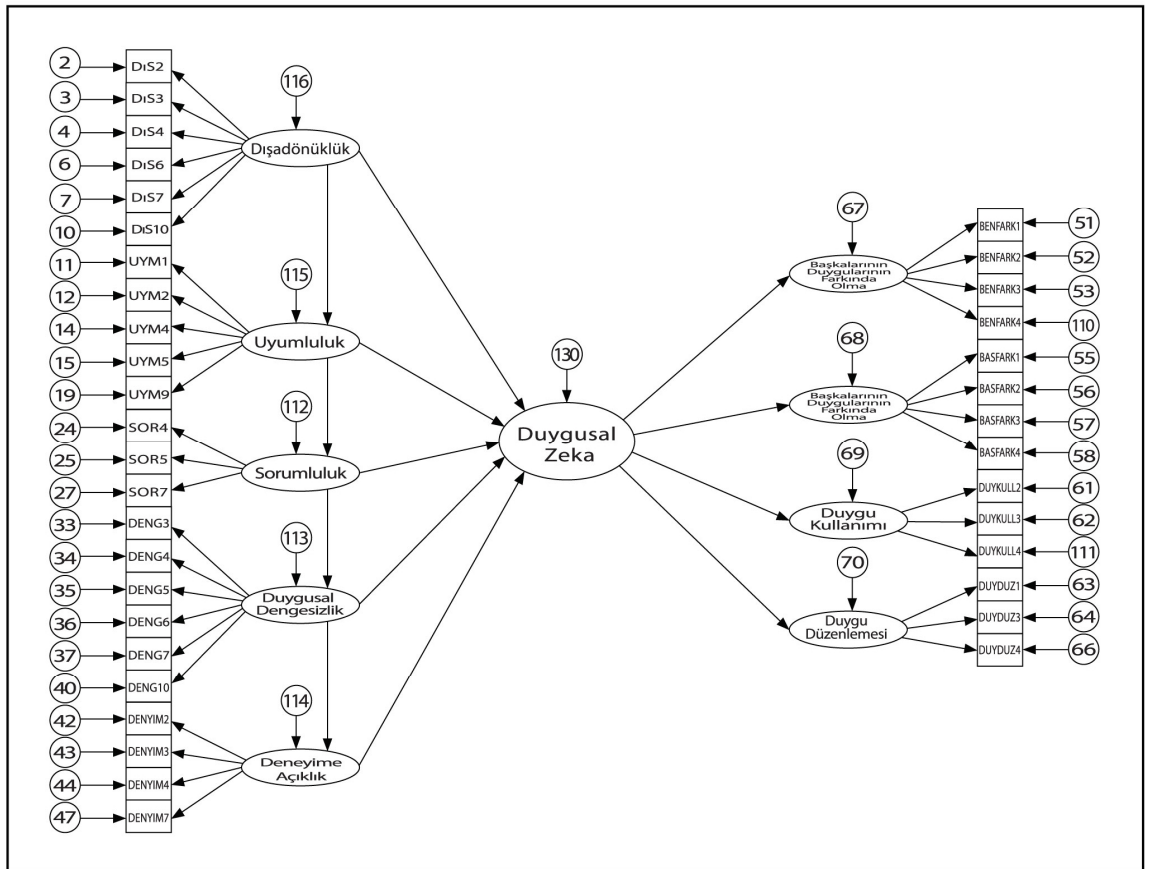 2
DıS2
3
DıS3
4
DıS4
6
DıS6
7
DıS7
10
DıS10
116
Dışadönüklük
11
UYM1
12
UYM2
14
UYM4
15
UYM5
19
UYM9
115
Uyumluluk
24
SOR4
25
SOR5
27
SOR7
112
Sorumluluk
33
DENG3
34
DENG4
35
DENG5
36
DENG6
37
DENG7
40
DENG10
113
Duygusal
Dengesizlik
42
DENYIM2
43
DENYIM3
44
DENYIM4
47
DENYIM7
114
Deneyime
Açıklık
130
Duygusal
Zeka
67
Başkalarının
Duygularının
Farkında
Olma
BENFARK1
51
BENFARK2
52
BENFARK3
53
BENFARK4
110
68
Başkalarının
Duygularının
Farkında
Olma
BASFARK1
55
BASFARK2
56
BASFARK3
57
BASFARK4
58
69
Duygu
Kullanımı
DUYKULL2
61
DUYKULL3
62
DUYKULL4
111
70
Duygu
Düzenlemesi
DUYDUZ1
63
DUYDUZ3
64
DUYDUZ4
66